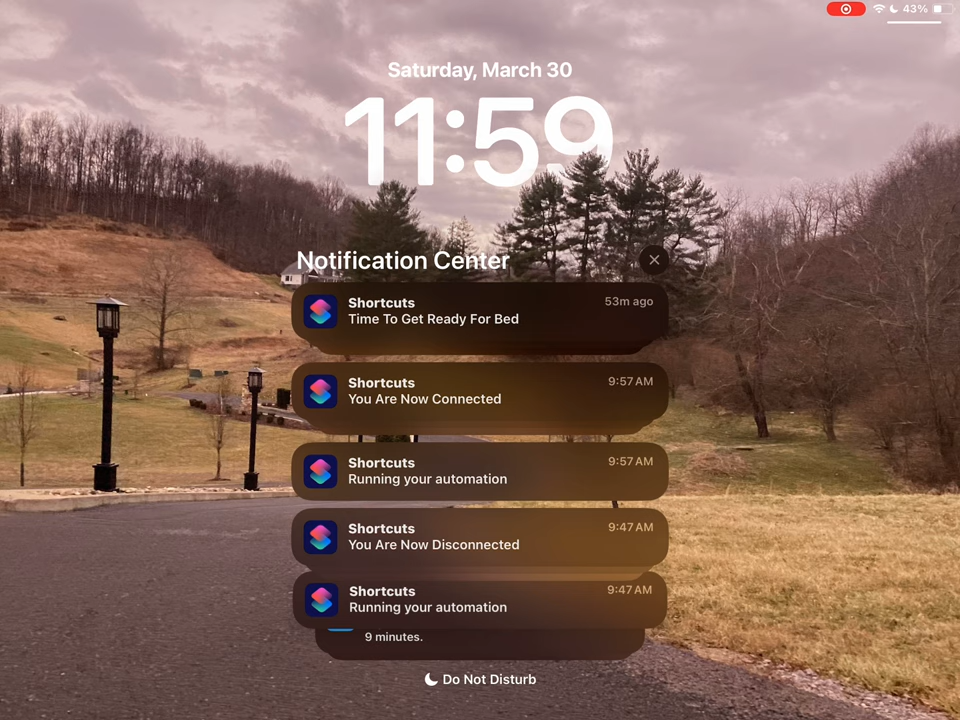 43%
Saturday, March 30
11:59
Notification Center
Shortcuts 53m ago
Time To Get Ready For Bed
Shortcuts 9:57 AM
You Are Now Connected
Shortcuts 9:57 AM
Running your automation
Shortcuts 9:47 AM
You Are Now Disconnected
Shortcuts 9:47 AM
Running your automation
9 minutes.
Do Not Disturb